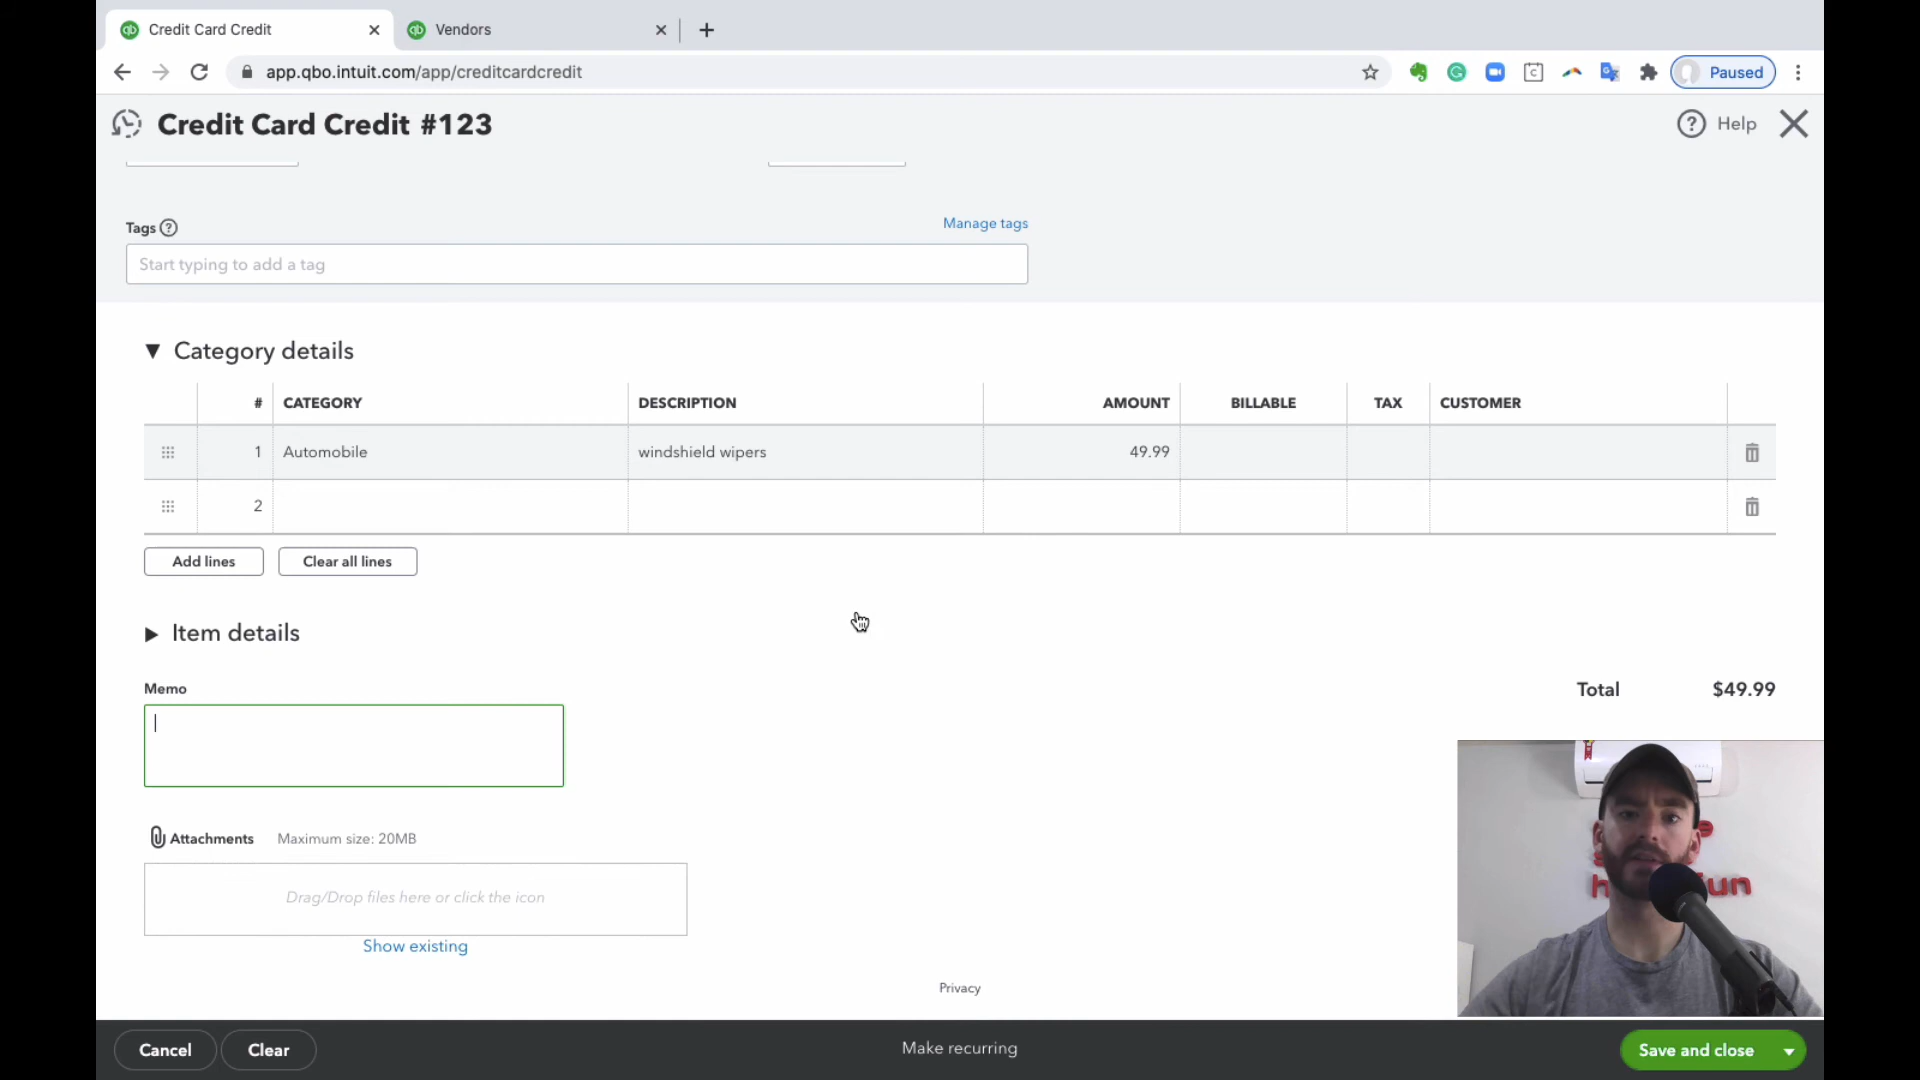 Credit Card Credit
Vendors
app.qbo.intuit.com/app/creditcardcredit
Paused
Credit Card Credit #123
Help
Tags
Manage tags
Start typing to add a tag
Category details
# CATEGORY DESCRIPTION AMOUNT BILLABLE TAX CUSTOMER
1 Automobile windshield wipers 49.99
2
Add lines Clear all lines
Item details
Memo
Total $49.99
Attachments Maximum size: 20MB
Drag/Drop files here or click the icon
Show existing
Privacy
Cancel Clear Make recurring Save and close